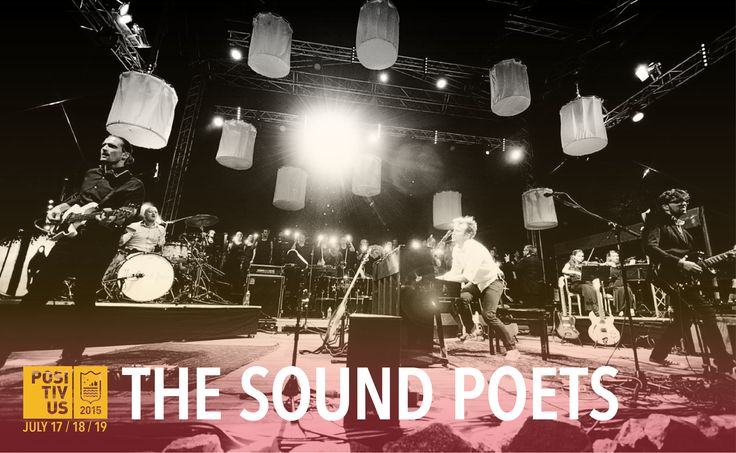 POSI
TIV
US
2015
JULY 17 / 18 / 19
THE SOUND POETS